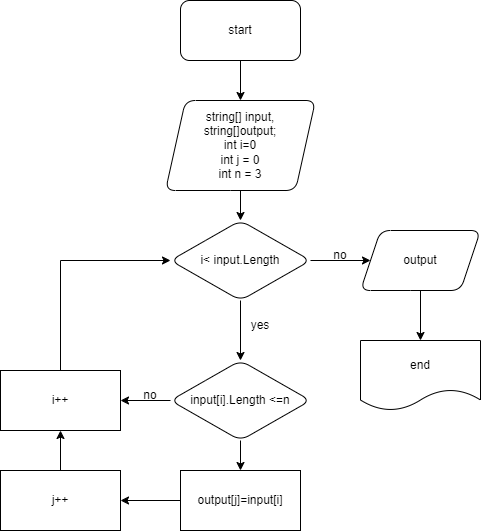 start
string[] input,
string[]output;
int i=0
int j = 0
int n = 3
i< input.Length
no
output
yes
end
i++
no
input[i].Length <=n
j++
output[j]=input[i]